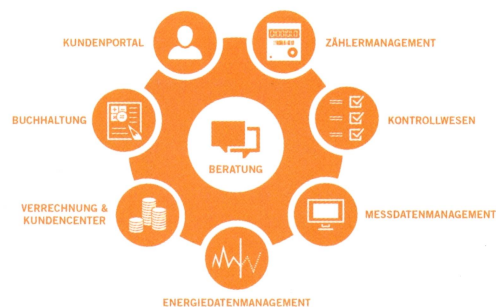 KUNDENPORTAL
ZÄHLERMANAGEMENT
BUCHHALTUNG
KONTROLLWESEN
BERATUNG
VERRECHNUNG &
KUNDENCENTER
MESSDATENMANAGEMENT
ENERGIEDATENMANAGEMENT